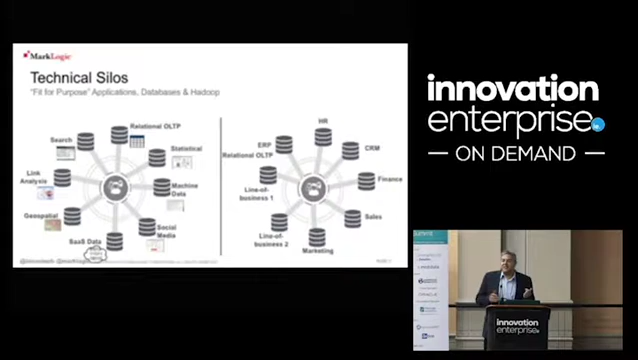 MarkLogic
Technical Silos
"Fit for Purpose" Applications, Databases & Hadoop
Search
Relational OLTP
Statistical
Link
Analysis
Machine
Data
Geospatial
Social
Media
SaaS Data
HR
ERP
Relational OLTP
CRM
Line-of-
business 1
Finance
Sales
Line-of-
business 2
Marketing
innovation
enterprise
ie.
ON DEMAND
innovation
enterprise